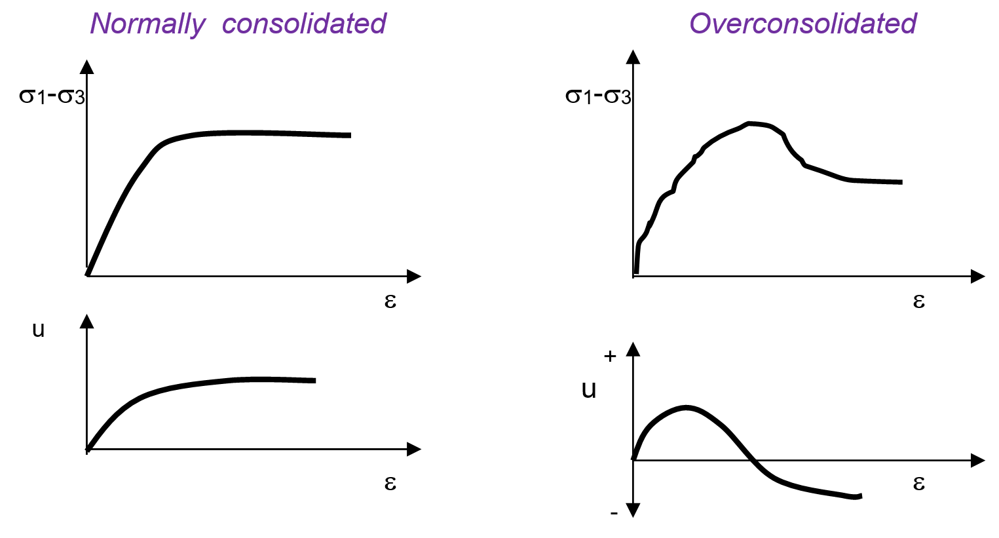 Normally consolidated
Overconsolidated
σ1-σ3
σ1-σ3
ε
ε
u
+
u
ε
ε
-